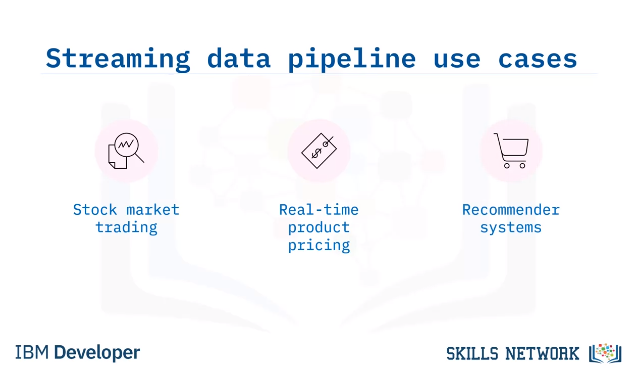 Streaming data pipeline use cases
Stock market
trading
Real-time
product
pricing
Recommender
systems
IBM Developer
SKILLS NETWORK